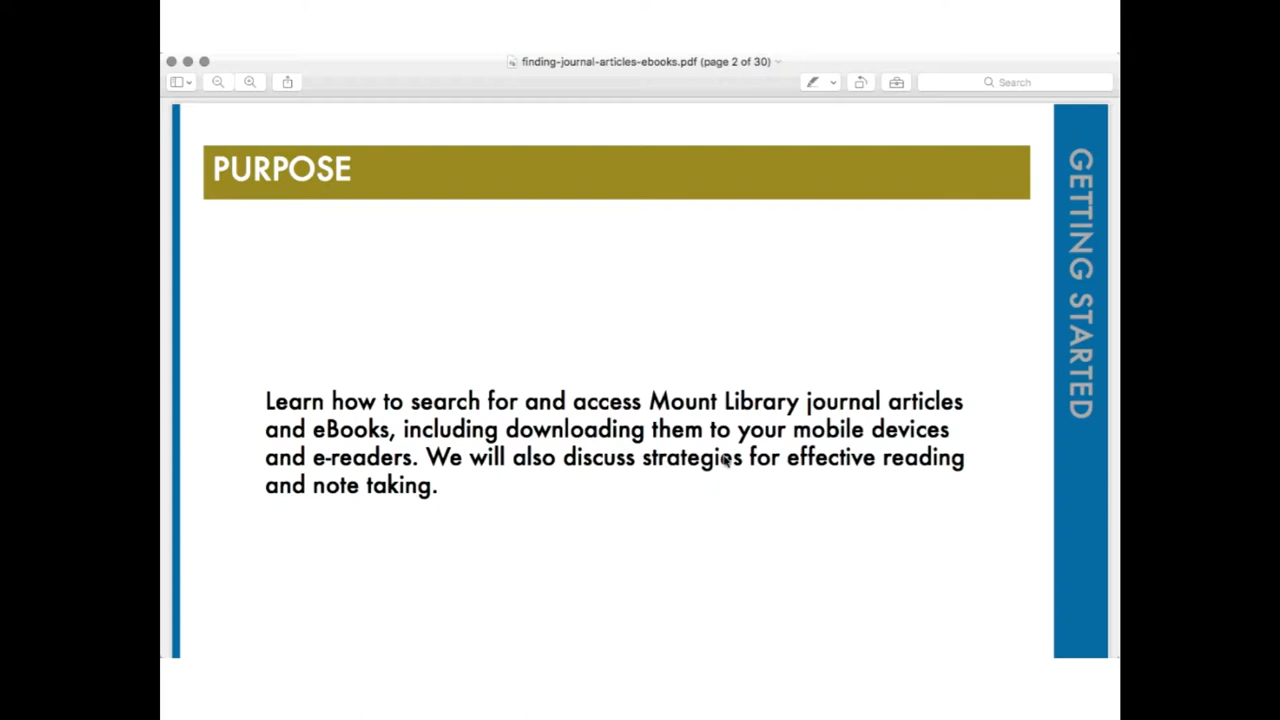 finding-journal-articles-ebooks.pdf (page 2 of 30)
Search
PURPOSE
GETTING STARTED
Learn how to search for and access Mount Library journal articles
and eBooks, including downloading them to your mobile devices
and e-readers. We will also discuss strategies for effective reading
and note taking.